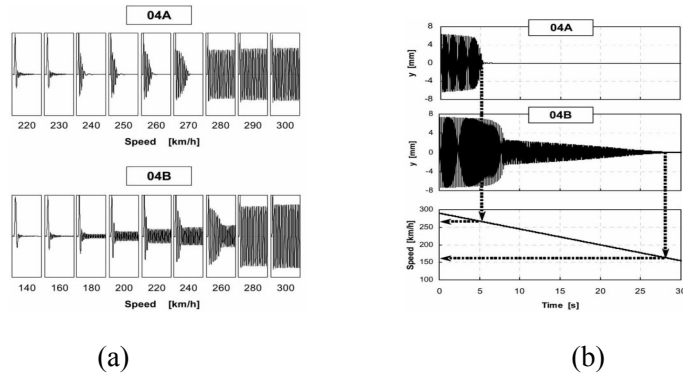 04A
220 230 240 250 260 270 280 290 300
Speed [km/h]
04B
140 160 180 200 220 240 260 280 300
Speed [km/h]
(a)
04A
8
4
0
-4
8
y [mm]
04B
8
4
0
-4
-8
y [mm]
300
250
200
150
100
Speed [km/h]
0 5 10 15 20 25 30
Time [s]
(b)